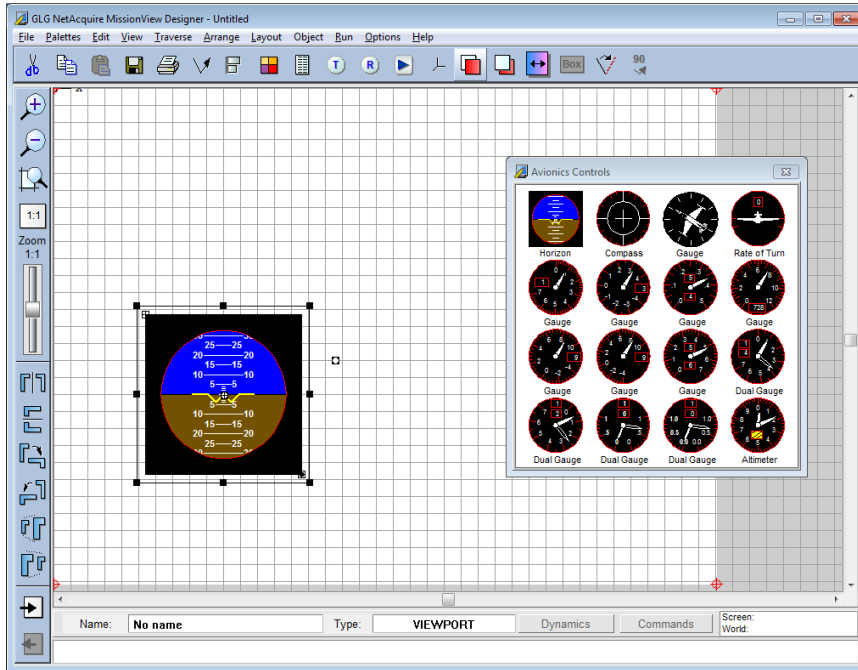 GLG NetAcquire MissionView Designer - Untitled
File Palettes Edit View Traverse Arrange Layout Object Run Options Help
T R Box 90
1:1
Zoom
1:1
Avionics Controls
Horizon Compass Gauge Rate of Turn
Gauge Gauge Gauge Gauge
Gauge Gauge Gauge Dual Gauge
Dual Gauge Dual Gauge Dual Gauge Altimeter
25 25
20 20
15 15
10 10
5 5
5 5
10 10
15 15
20 20
25 25
Name: No name Type: VIEWPORT Dynamics Commands
Screen:
World: